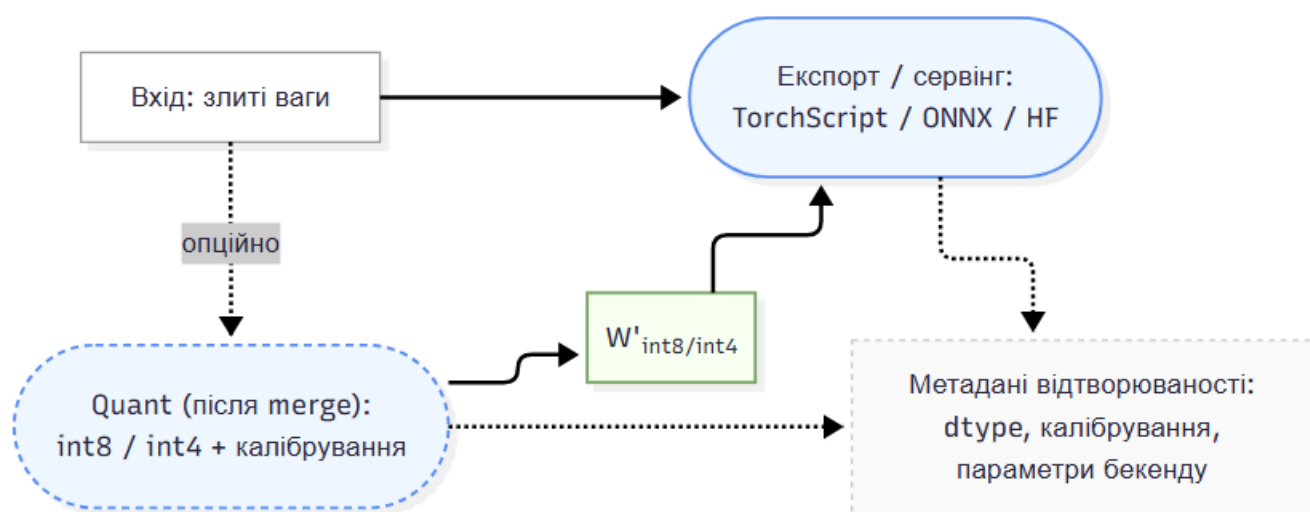 Вхід: злиті ваги
Експорт / сервінг:
TorchScript / ONNX / HF
опційно
W'int8/int4
Quant (після merge):
int8 / int4 + калібрування
Метадані відтворюваності:
dtype, калібрування,
параметри бекенду